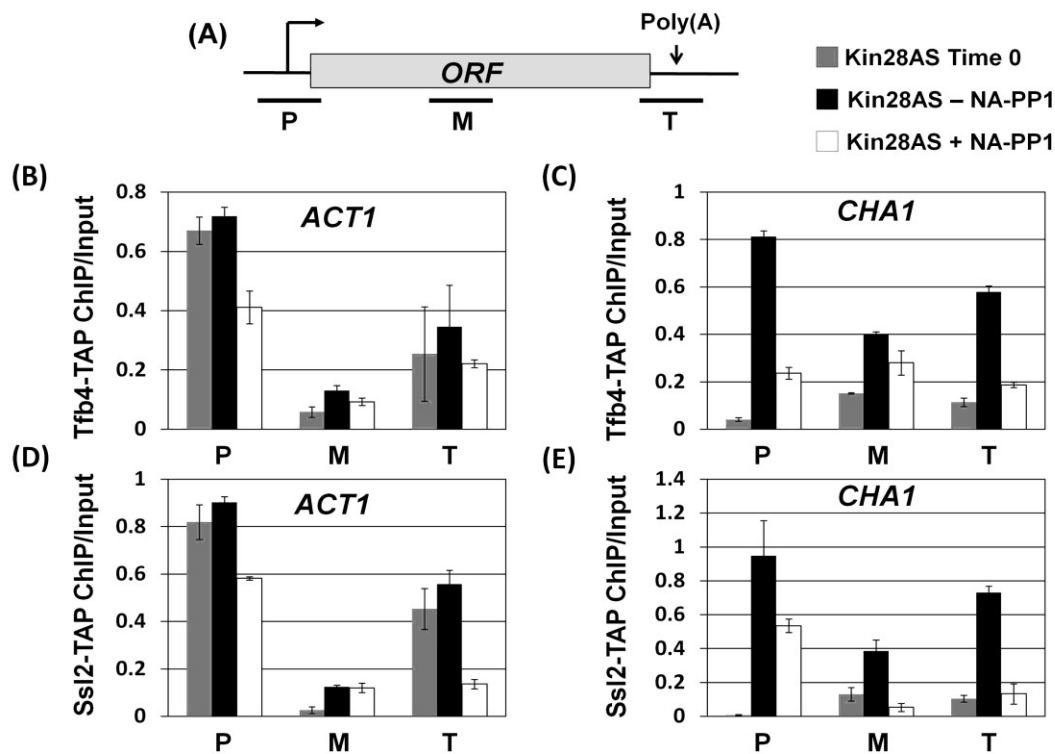 (A)
Poly(A)
ORF
P M T
Kin28AS Time 0
Kin28AS – NA-PP1
Kin28AS + NA-PP1
(B)
ACT1
Tfb4-TAP ChIP/Input
0.8
0.6
0.4
0.2
0
P M T
(C)
CHA1
Tfb4-TAP ChIP/Input
1
0.8
0.6
0.4
0.2
0
P M T
(D)
ACT1
Ssl2-TAP ChIP/Input
1
0.8
0.6
0.4
0.2
0
P M T
(E)
CHA1
Ssl2-TAP ChIP/Input
1.4
1.2
1
0.8
0.6
0.4
0.2
0
P M T